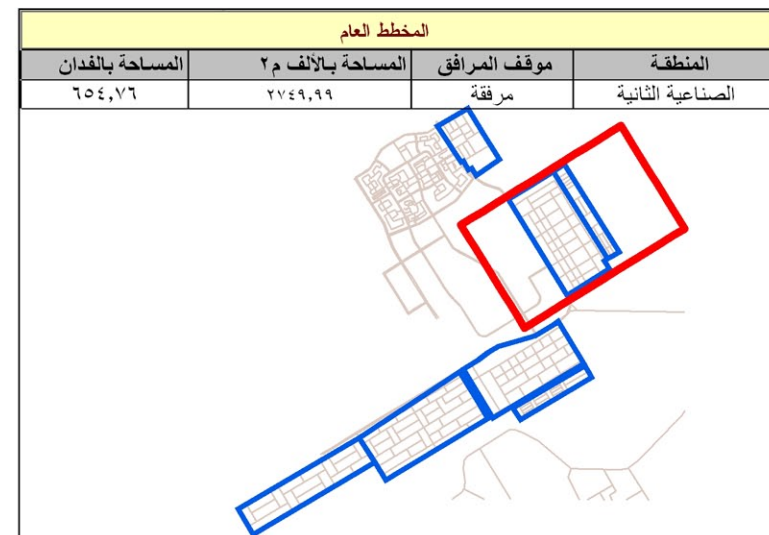 المخطط العام
المنطقة موقف المرافق المساحة بالألف م٢ المساحة بالفدان
الصناعية الثانية مرفقة ٢٧٤٩,٩٩ ٦٥٤,٧٦